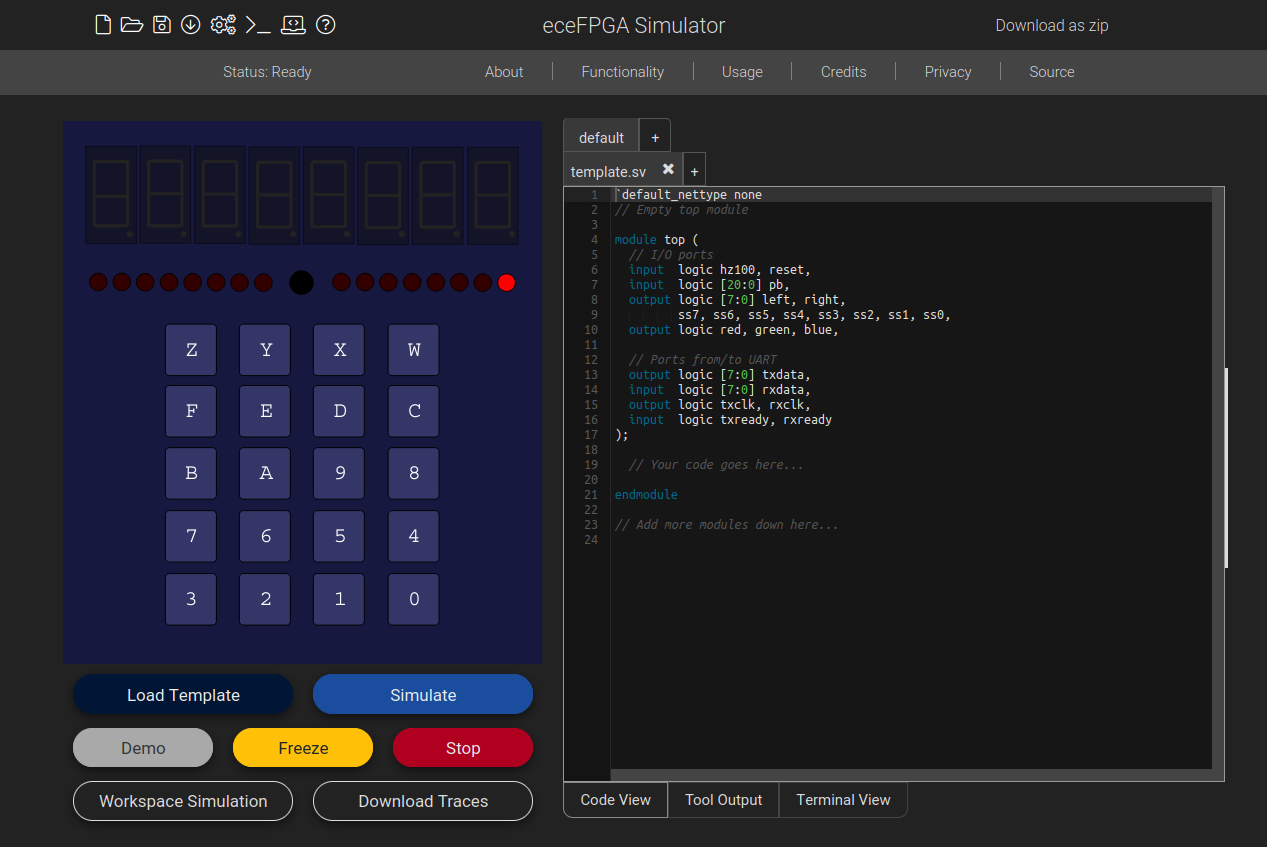 eceFPGA Simulator
Download as zip
Status: Ready
About
Functionality
Usage
Credits
Privacy
Source
Z Y X W
F E D C
B A 9 8
7 6 5 4
3 2 1 0
Load Template
Simulate
Demo
Freeze
Stop
Workspace Simulation
Download Traces
default +
template.sv ✖ +
1 `default_nettype none
2 // Empty top module
3
4 module top (
5   // I/O ports
6   input  logic hz100, reset,
7   input  logic [20:0] pb,
8   output logic [7:0] left, right,
9          ss7, ss6, ss5, ss4, ss3, ss2, ss1, ss0,
10   output logic red, green, blue,
11
12   // Ports from/to UART
13   output logic [7:0] txdata,
14   input  logic [7:0] rxdata,
15   output logic txclk, rxclk,
16   input  logic txready, rxready
17 );
18
19   // Your code goes here...
20
21 endmodule
22
23 // Add more modules down here...
24
Code View
Tool Output
Terminal View